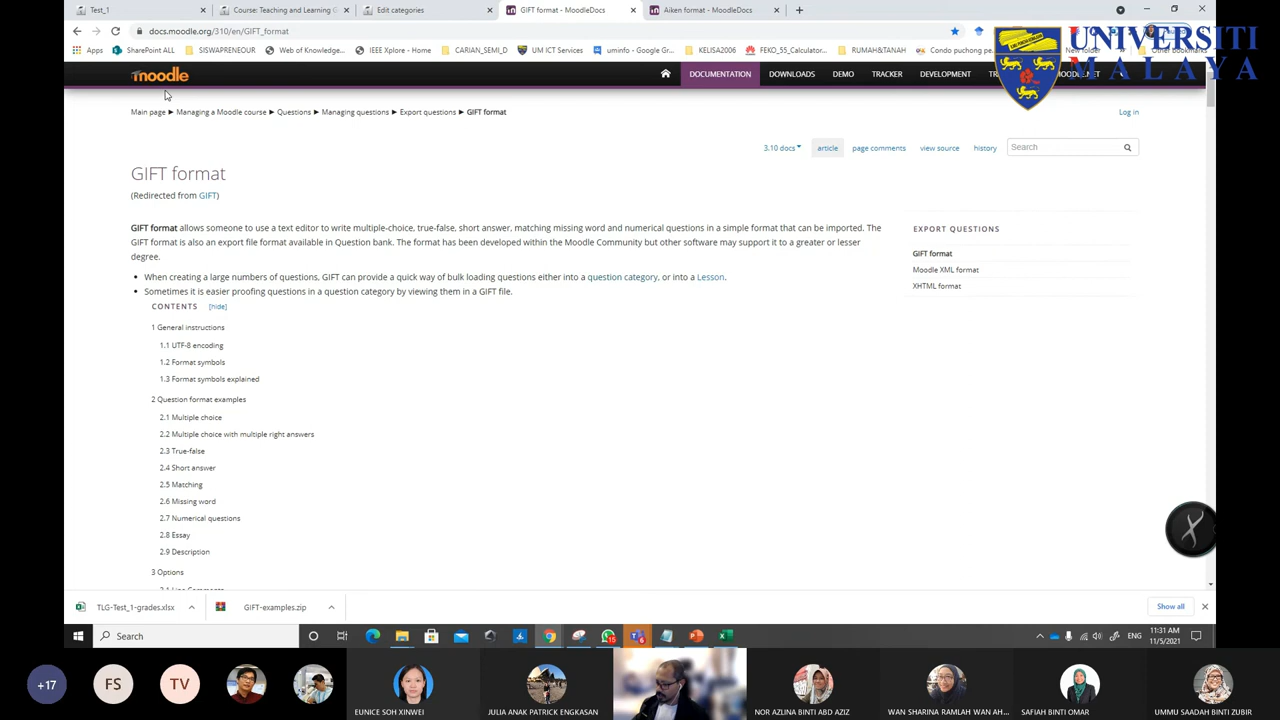 Test_1
Course: Teaching and Learning G
Edit categories
GIFT format - MoodleDocs
Aiken format - MoodleDocs
docs.moodle.org/310/en/GIFT_format
Apps
SharePoint ALL
SISWAPRENEUR
Web of Knowledge...
IEEE Xplore - Home
CARIAN_SEMI_D
UM ICT Services
uminfo - Google Gr...
KELISA2006
FEKO_55_Calculator...
RUMAH&TANAH
Condo puchong pe...
New folder
Other bookmarks
UNIVERSITI
MALAYA
moodle
DOCUMENTATION
DOWNLOADS
DEMO
TRACKER
DEVELOPMENT
Main page ► Managing a Moodle course ► Questions ► Managing questions ► Export questions ► GIFT format
Log in
3.10 docs
article
page comments
view source
history
Search
GIFT format
(Redirected from GIFT)
GIFT format allows someone to use a text editor to write multiple-choice, true-false, short answer, matching missing word and numerical questions in a simple format that can be imported. The
GIFT format is also an export file format available in Question bank. The format has been developed within the Moodle Community but other software may support it to a greater or lesser
degree.
• When creating a large numbers of questions, GIFT can provide a quick way of bulk loading questions either into a question category, or into a Lesson.
• Sometimes it is easier proofing questions in a question category by viewing them in a GIFT file.
EXPORT QUESTIONS
GIFT format
Moodle XML format
XHTML format
CONTENTS [hide]
1 General instructions
1.1 UTF-8 encoding
1.2 Format symbols
1.3 Format symbols explained
2 Question format examples
2.1 Multiple choice
2.2 Multiple choice with multiple right answers
2.3 True-false
2.4 Short answer
2.5 Matching
2.6 Missing word
2.7 Numerical questions
2.8 Essay
2.9 Description
3 Options
TLG-Test_1-grades.xlsx
GIFT-examples.zip
Show all
Search
ENG
11:31 AM
11/5/2021
+17
FS
TV
EUNICE SOH XINWEI
JULIA ANAK PATRICK ENGKASAN
NOR AZLINA BINTI ABD AZIZ
WAN SHARINA RAMLAH WAN AH...
SAFIAH BINTI OMAR
UMMU SAADAH BINTI ZUBIR